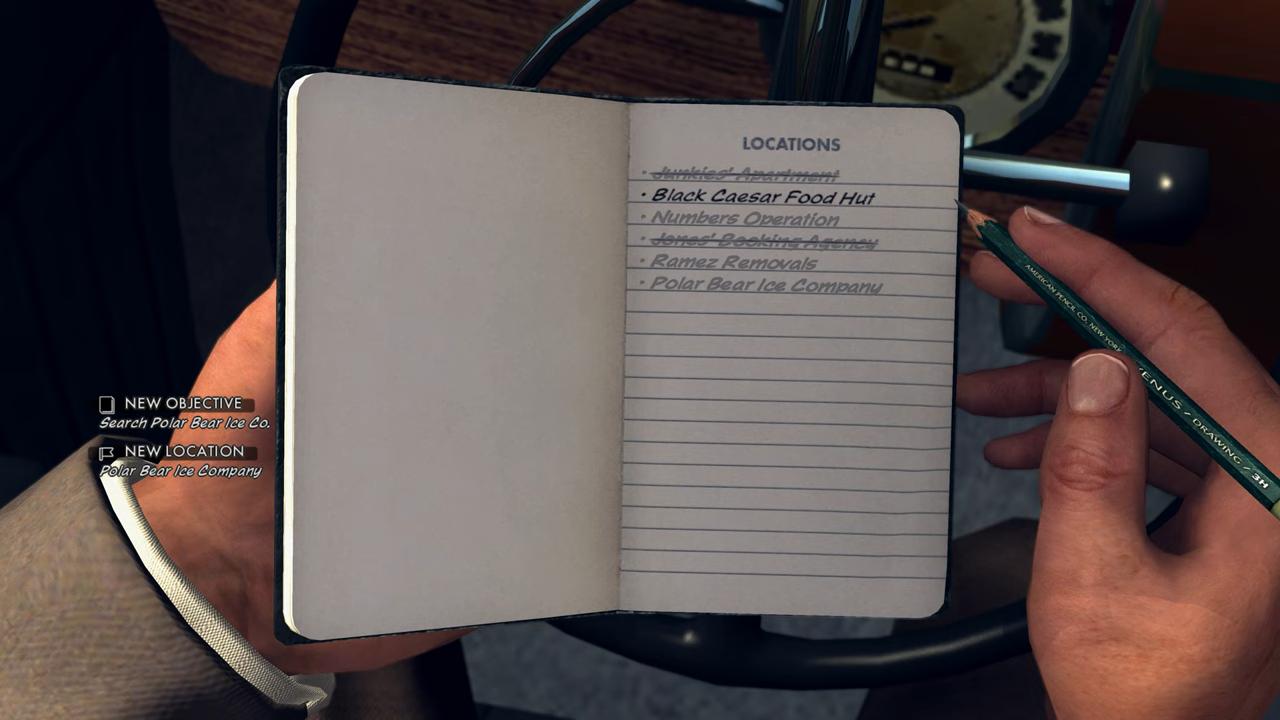 LOCATIONS
• Junkies' Apartment
• Black Caesar Food Hut
• Numbers Operation
• Jones' Booking Agency
• Ramez Removals
• Polar Bear Ice Company
NEW OBJECTIVE
Search Polar Bear Ice Co.
NEW LOCATION
Polar Bear Ice Company
AMERICAN PENCIL CO. NEW YORK
VENUS / DRAWING / 3H